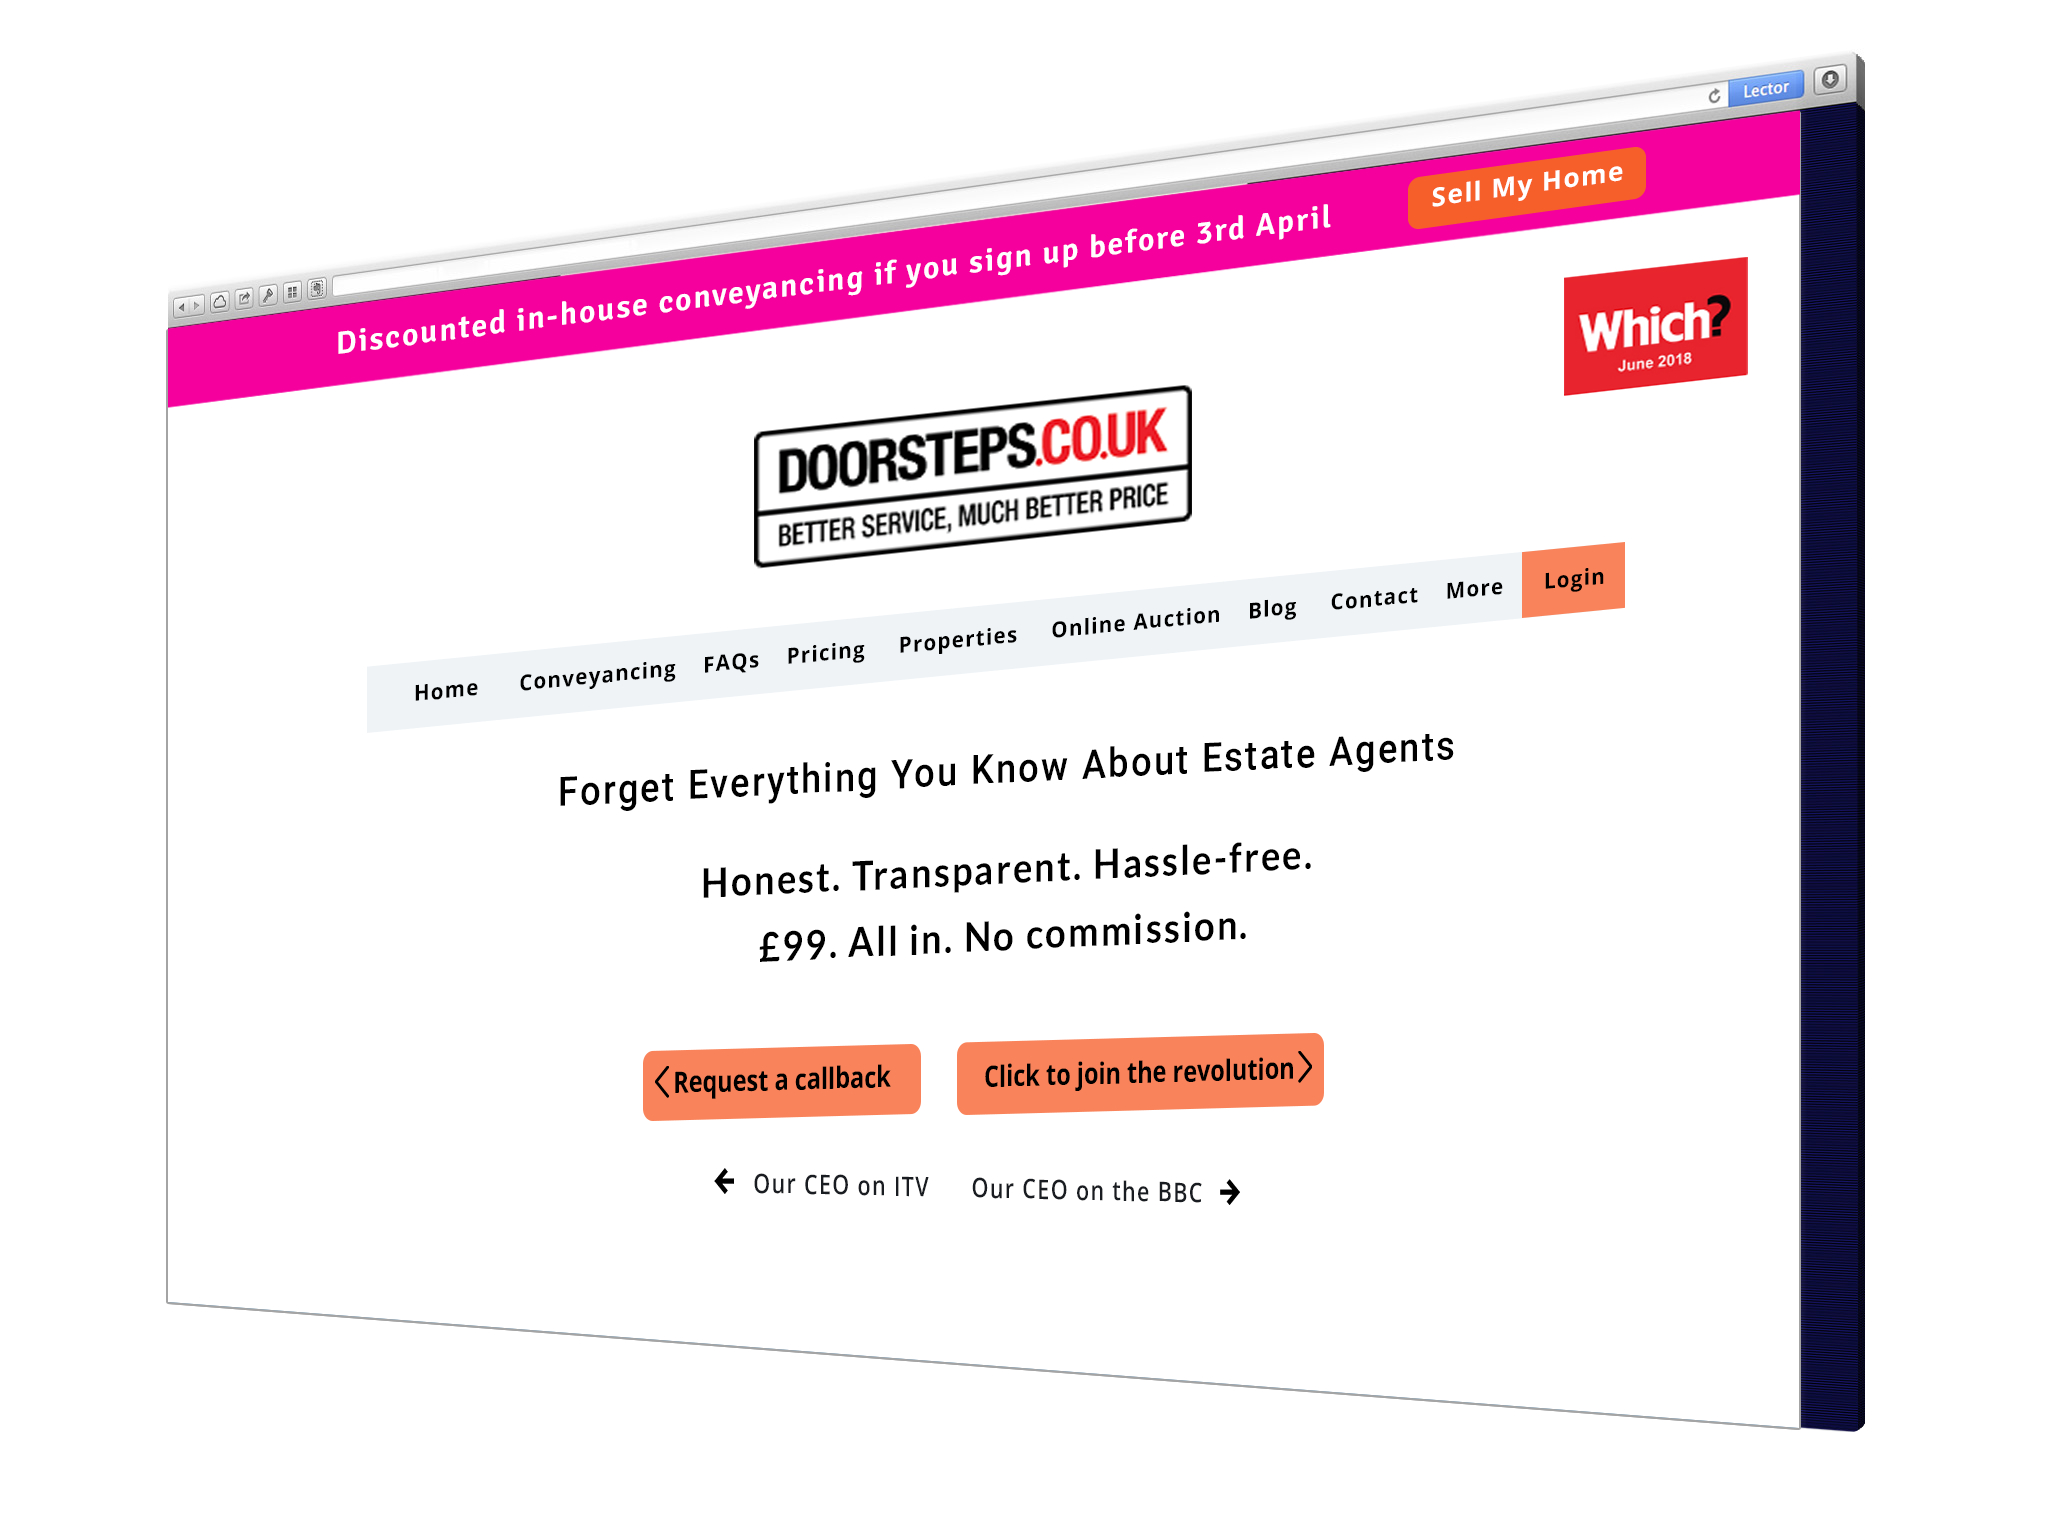 Lector
Discounted in-house conveyancing if you sign up before 3rd April
Sell My Home
Which?
June 2018
DOORSTEPS.CO.UK
BETTER SERVICE, MUCH BETTER PRICE
Home Conveyancing FAQs Pricing Properties Online Auction Blog Contact More Login
Forget Everything You Know About Estate Agents
Honest. Transparent. Hassle-free.
£99. All in. No commission.
Request a callback
Click to join the revolution
Our CEO on ITV
Our CEO on the BBC